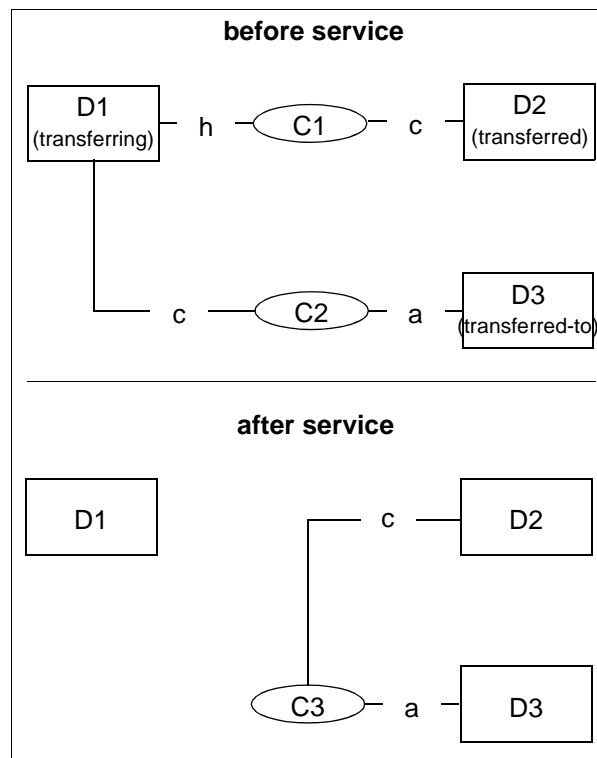 before service
D1
(transferring)
h
C1
c
D2
(transferred)
c
C2
a
D3
(transferred-to)
after service
D1
c
D2
C3
a
D3